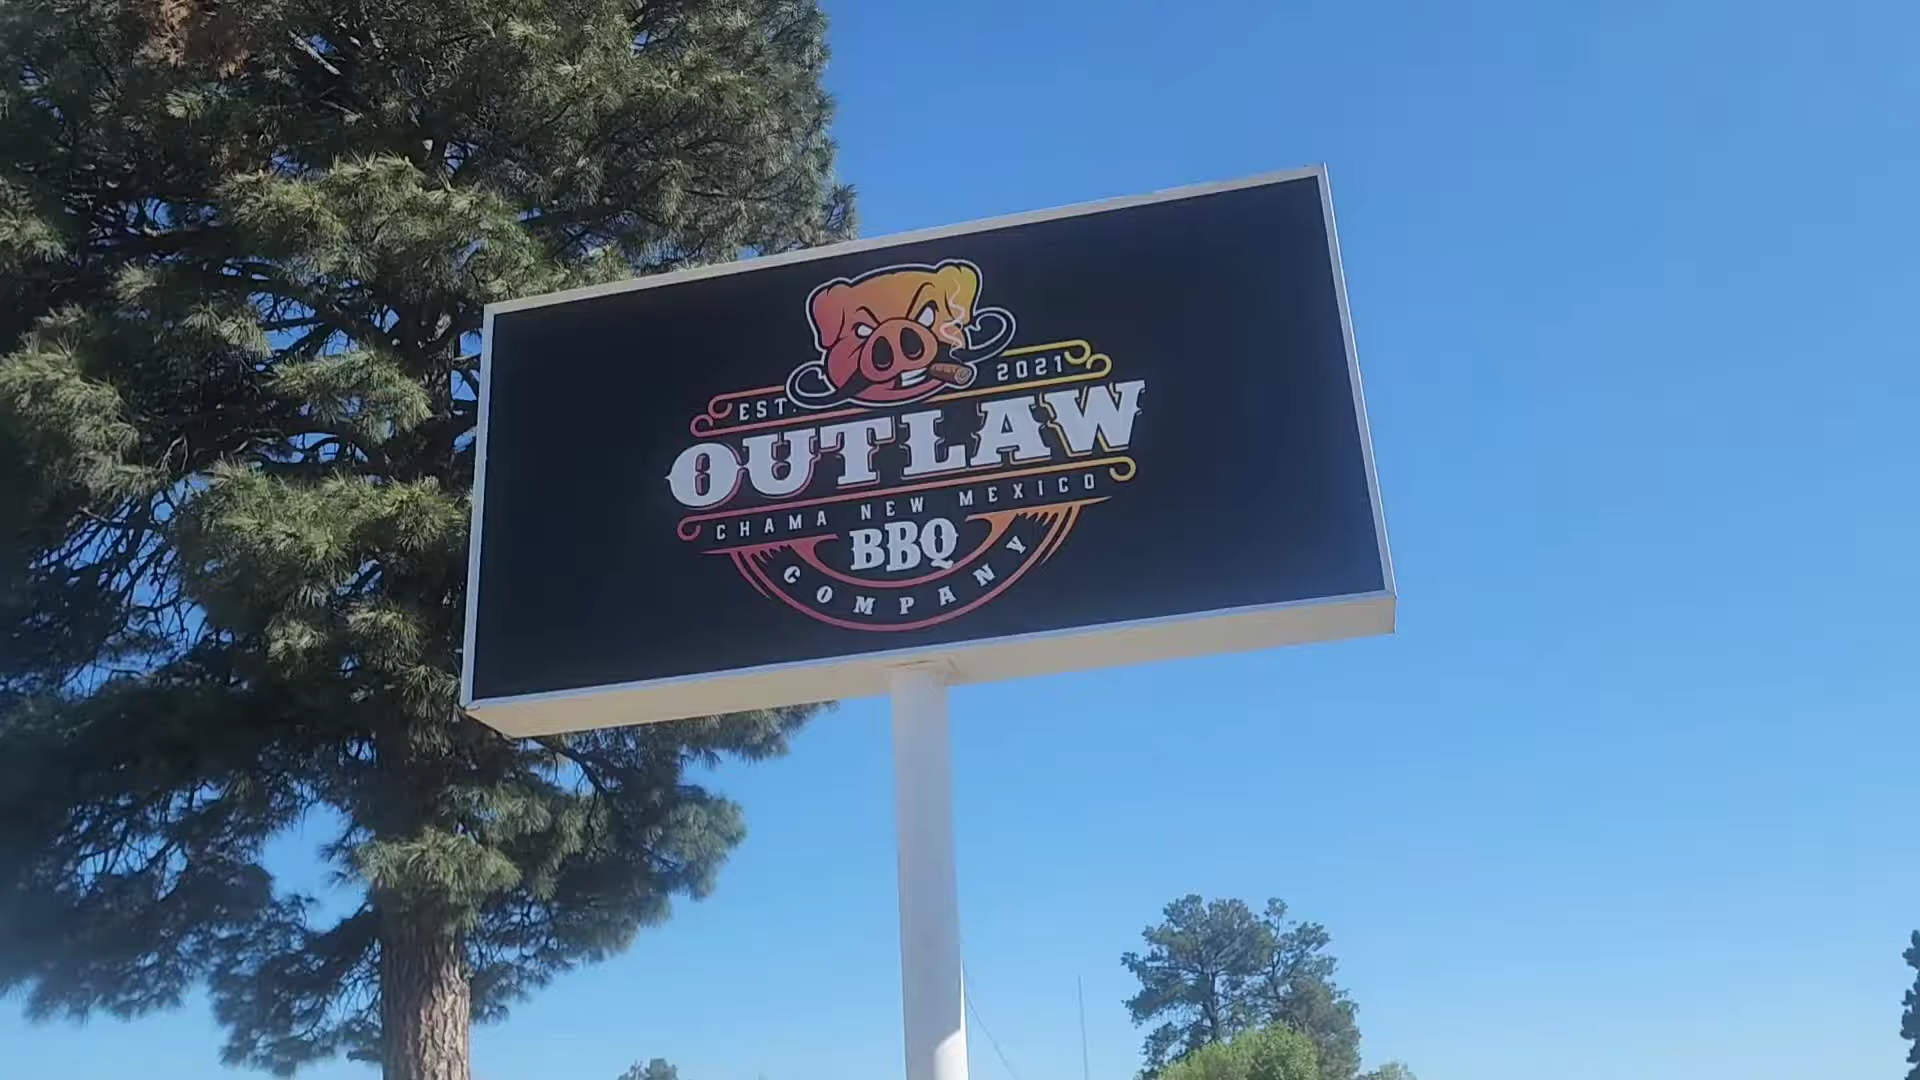 EST. 2021
OUTLAW
CHAMA NEW MEXICO
BBQ
COMPANY